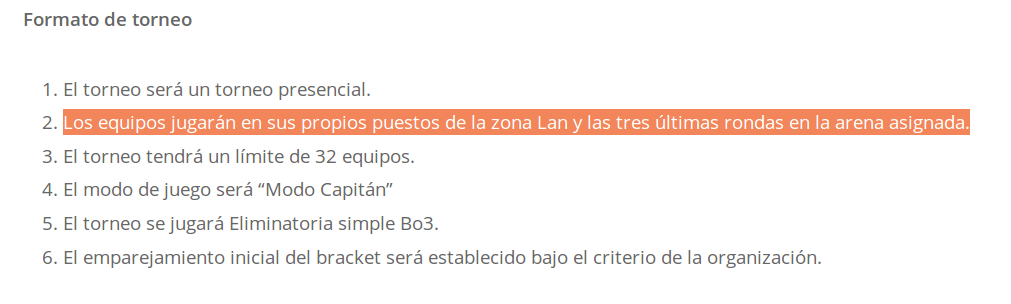 Formato de torneo
1. El torneo será un torneo presencial.
2. Los equipos jugarán en sus propios puestos de la zona Lan y las tres últimas rondas en la arena asignada.
3. El torneo tendrá un límite de 32 equipos.
4. El modo de juego será “Modo Capitán”
5. El torneo se jugará Eliminatoria simple Bo3.
6. El emparejamiento inicial del bracket será establecido bajo el criterio de la organización.